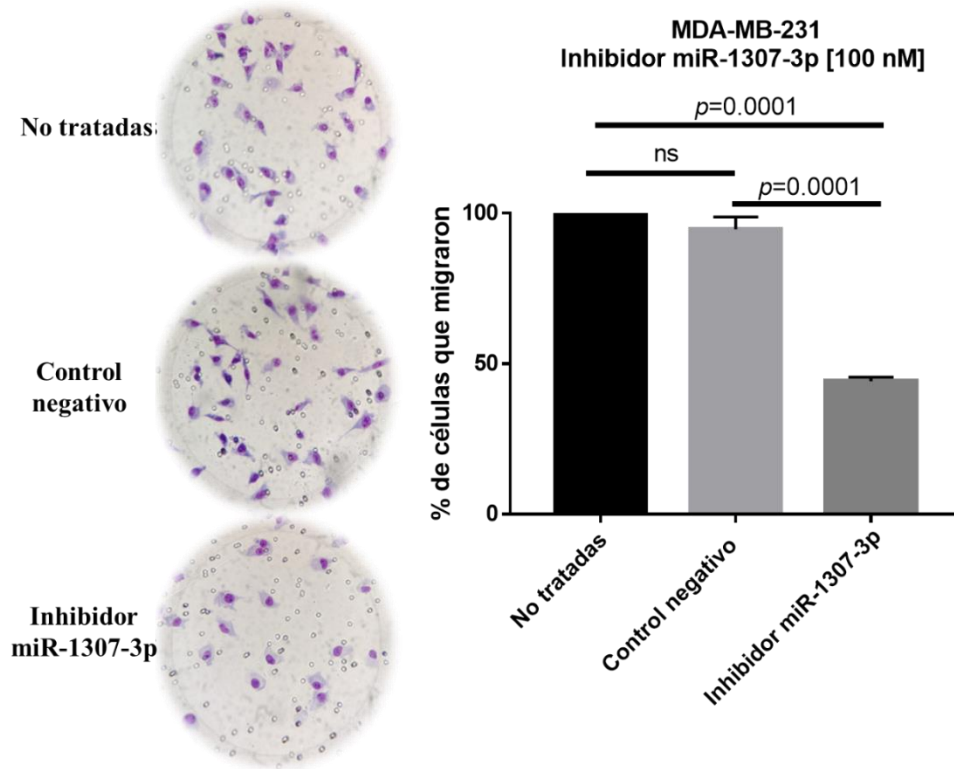 No tratadas
Control
negativo
Inhibidor
miR-1307-3p
MDA-MB-231
Inhibidor miR-1307-3p [100 nM]
p=0.0001
ns
p=0.0001
% de células que migraron
100
50
0
No tratadas
Control negativo
Inhibidor miR-1307-3p